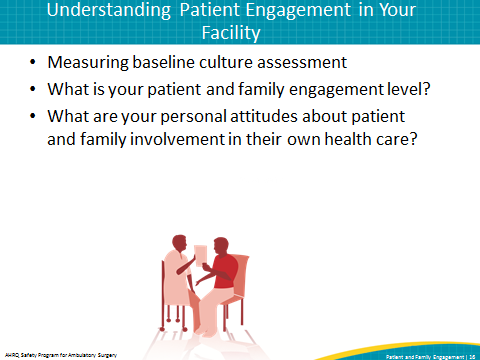 Understanding Patient Engagement in Your
Facility
• Measuring baseline culture assessment
• What is your patient and family engagement level?
• What are your personal attitudes about patient
and family involvement in their own health care?
AHRQ Safety Program for Ambulatory Surgery
Patient and Family Engagement | 16